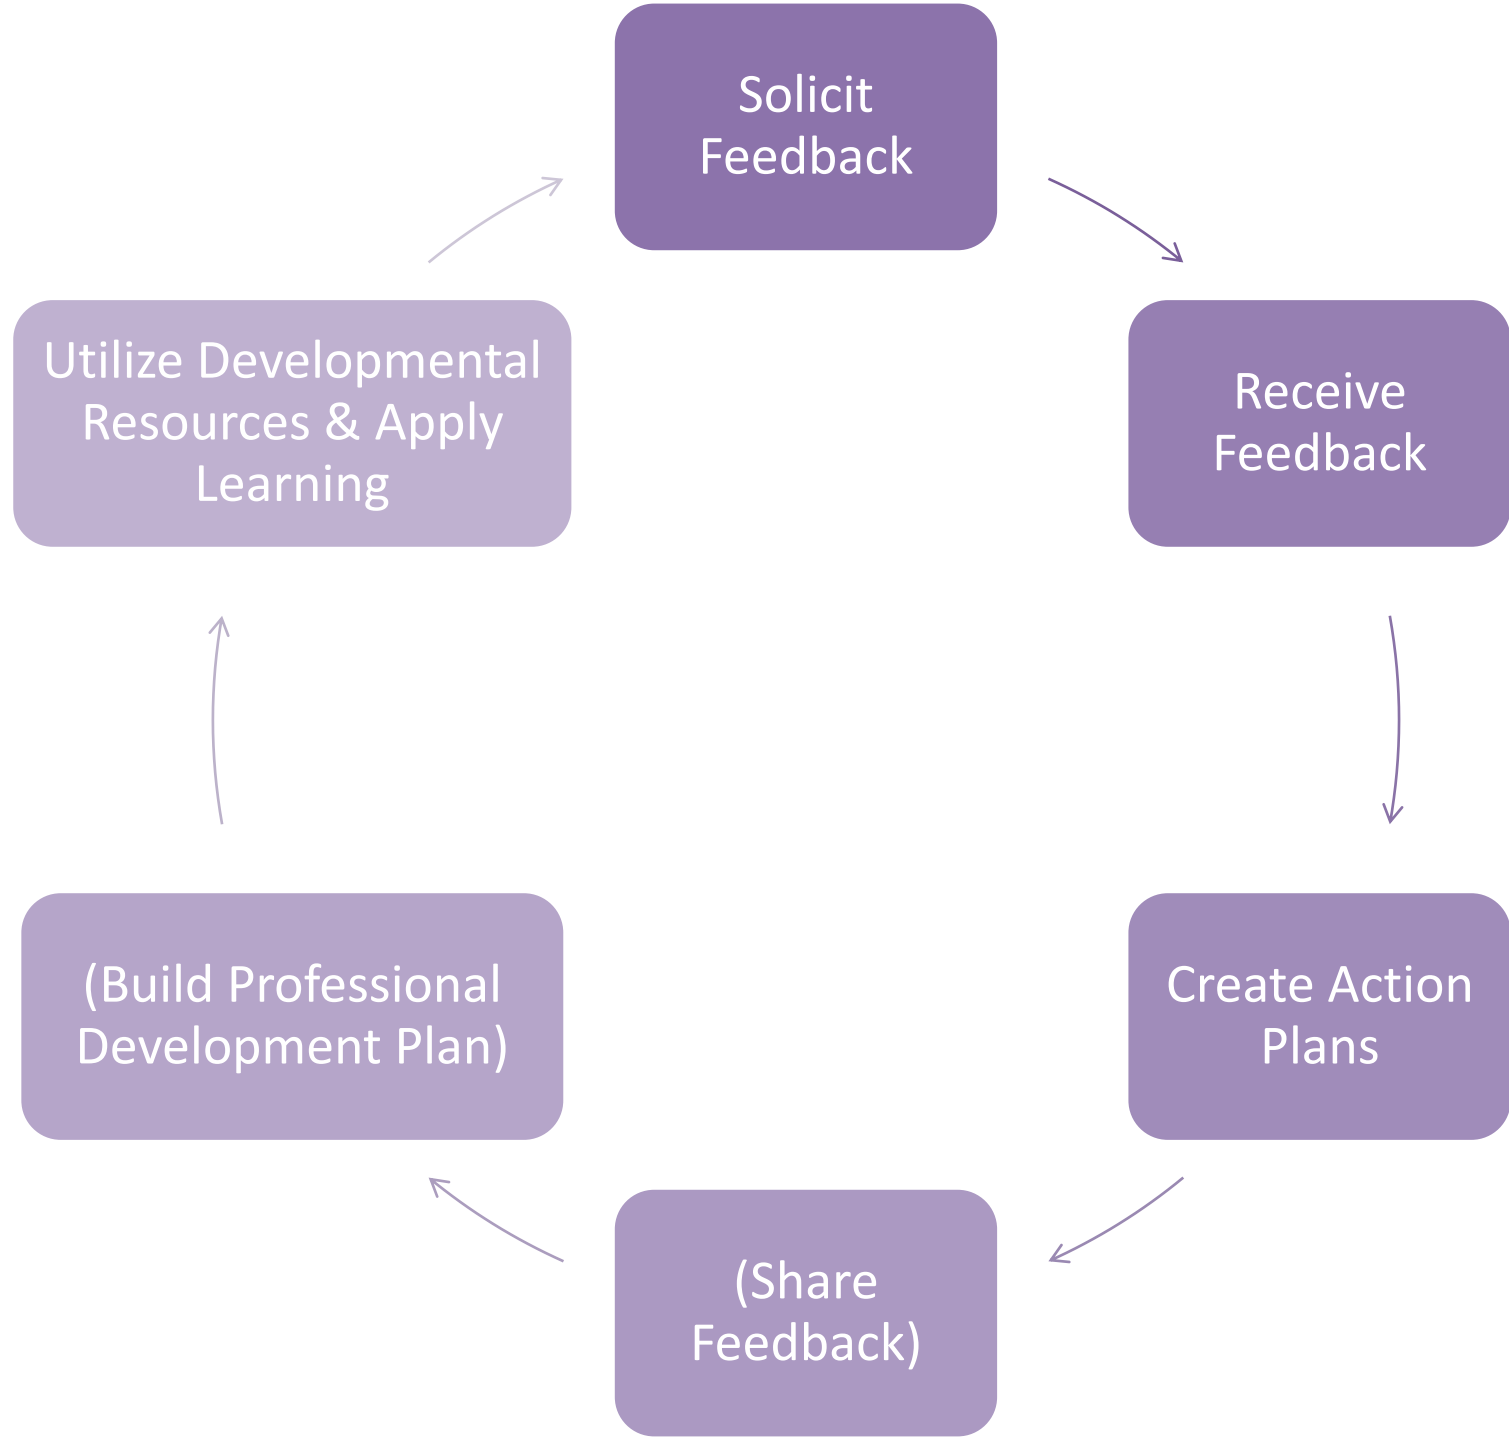 Solicit
Feedback
Receive
Feedback
Create Action
Plans
(Share
Feedback)
(Build Professional
Development Plan)
Utilize Developmental
Resources & Apply
Learning